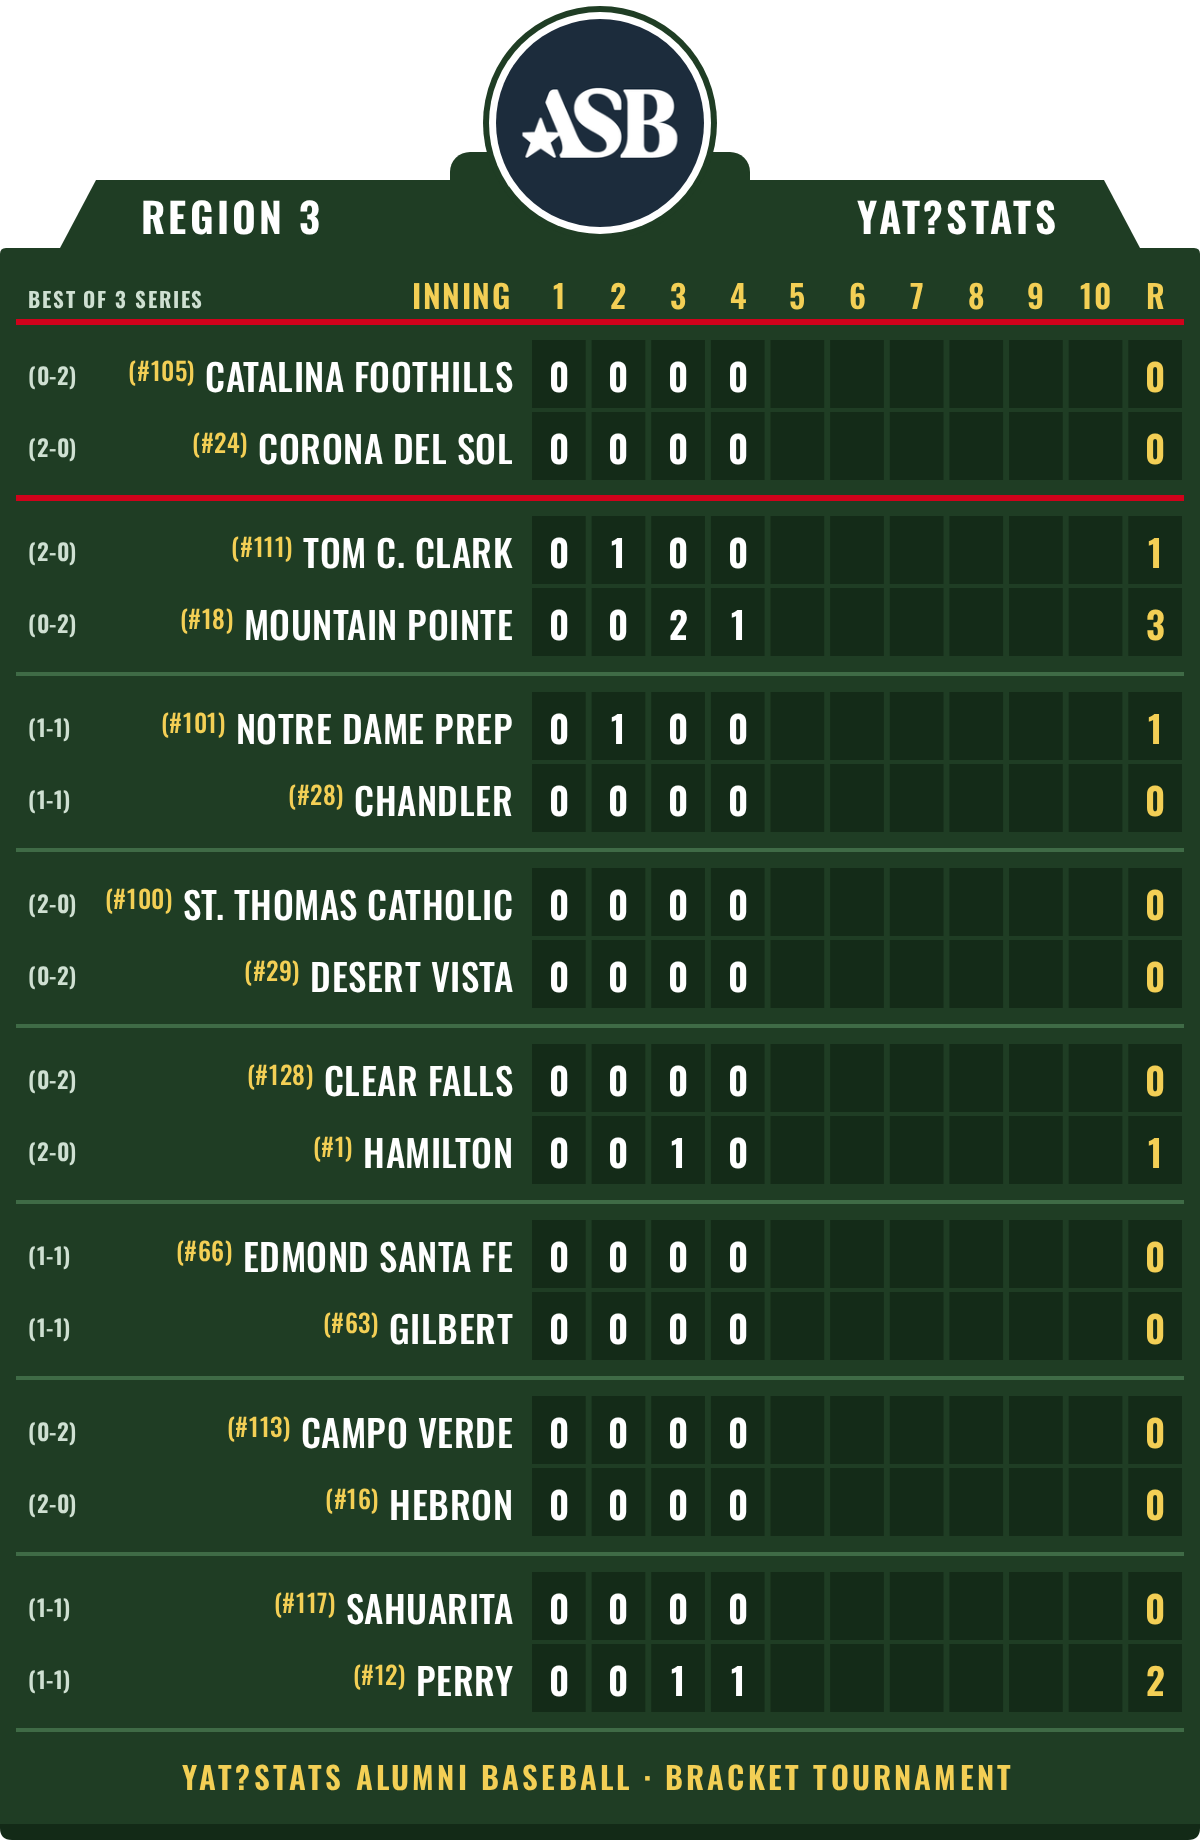 ASB
REGION 3 YAT?STATS
BEST OF 3 SERIES INNING 1 2 3 4 5 6 7 8 9 10 R
(0-2) (#105) CATALINA FOOTHILLS 0 0 0 0 0
(2-0) (#24) CORONA DEL SOL 0 0 0 0 0
(2-0) (#111) TOM C. CLARK 0 1 0 0 1
(0-2) (#18) MOUNTAIN POINTE 0 0 2 1 3
(1-1) (#101) NOTRE DAME PREP 0 1 0 0 1
(1-1) (#28) CHANDLER 0 0 0 0 0
(2-0) (#100) ST. THOMAS CATHOLIC 0 0 0 0 0
(0-2) (#29) DESERT VISTA 0 0 0 0 0
(0-2) (#128) CLEAR FALLS 0 0 0 0 0
(2-0) (#1) HAMILTON 0 0 1 0 1
(1-1) (#66) EDMOND SANTA FE 0 0 0 0 0
(1-1) (#63) GILBERT 0 0 0 0 0
(0-2) (#113) CAMPO VERDE 0 0 0 0 0
(2-0) (#16) HEBRON 0 0 0 0 0
(1-1) (#117) SAHUARITA 0 0 0 0 0
(1-1) (#12) PERRY 0 0 1 1 2
YAT?STATS ALUMNI BASEBALL · BRACKET TOURNAMENT